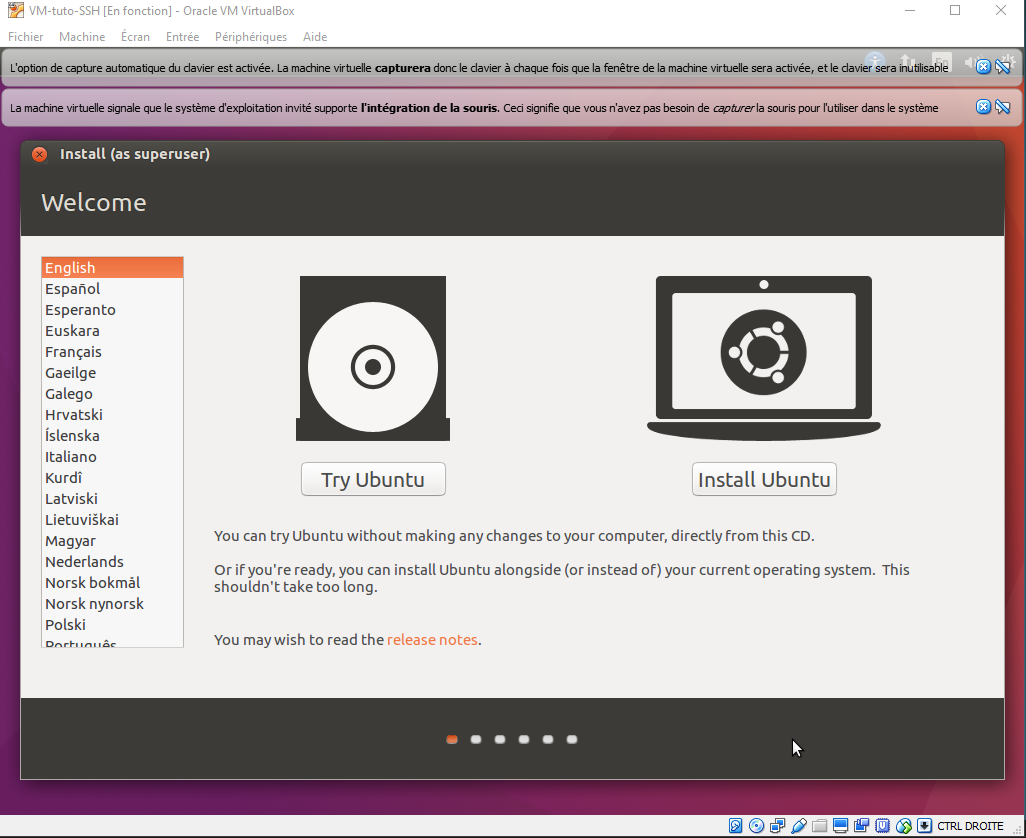 VM-tuto-SSH [En fonction] - Oracle VM VirtualBox
Fichier Machine Écran Entrée Périphériques Aide
L'option de capture automatique du clavier est activée. La machine virtuelle capturera donc le clavier à chaque fois que la fenêtre de la machine virtuelle sera activée, et le clavier sera inutilisable
La machine virtuelle signale que le système d'exploitation invité supporte l'intégration de la souris. Ceci signifie que vous n'avez pas besoin de capturer la souris pour l'utiliser dans le système
Install (as superuser)
Welcome
English
Español
Esperanto
Euskara
Français
Gaeilge
Galego
Hrvatski
Íslenska
Italiano
Kurdî
Latviski
Lietuviškai
Magyar
Nederlands
Norsk bokmål
Norsk nynorsk
Polski
Português
Try Ubuntu
Install Ubuntu
You can try Ubuntu without making any changes to your computer, directly from this CD.
Or if you're ready, you can install Ubuntu alongside (or instead of) your current operating system. This
shouldn't take too long.
You may wish to read the release notes.
CTRL DROITE